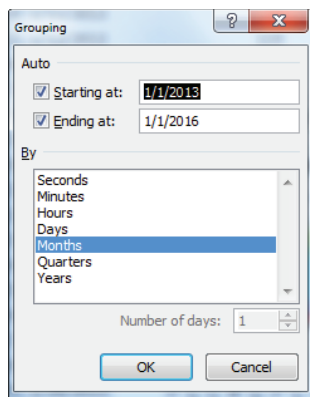 Grouping
Auto
Starting at: 1/1/2013
Ending at: 1/1/2016
By
Seconds
Minutes
Hours
Days
Months
Quarters
Years
Number of days: 1
OK Cancel